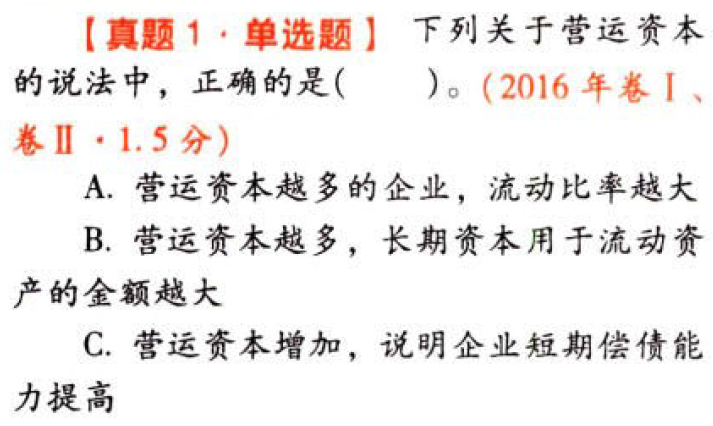 【真题1·单选题】 下列关于营运资本
的说法中，正确的是(　　)。(2016年卷Ⅰ、
卷Ⅱ·1.5分)
A. 营运资本越多的企业，流动比率越大
B. 营运资本越多，长期资本用于流动资
产的金额越大
C. 营运资本增加，说明企业短期偿债能
力提高